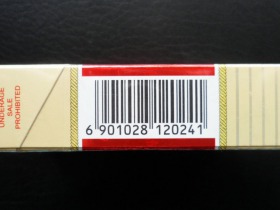 UNDERAGE
SALE
PROHIBITED
6 901028 120241